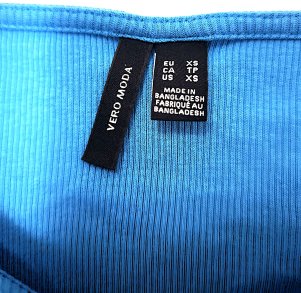 VERO MODA
EU XS
CA TP
US XS
MADE IN
BANGLADESH
FABRIQUÉ AU
BANGLADESH